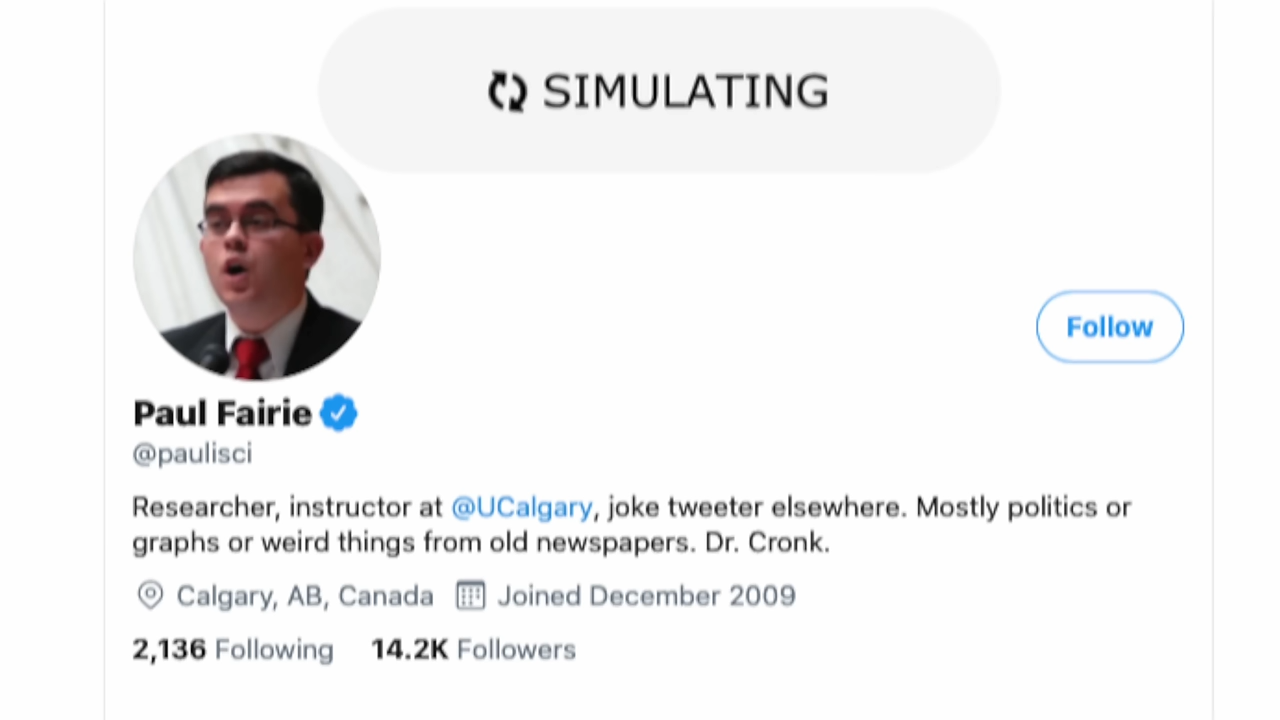 SIMULATING
Follow
Paul Fairie
@paulisci
Researcher, instructor at @UCalgary, joke tweeter elsewhere. Mostly politics or
graphs or weird things from old newspapers. Dr. Cronk.
Calgary, AB, Canada Joined December 2009
2,136 Following 14.2K Followers